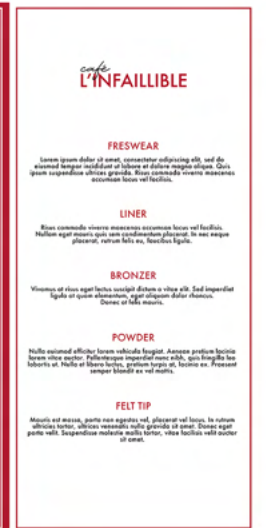 café
L'INFAILLIBLE
FRESWEAR
Lorem ipsum dolor sit amet, consectetur adipiscing elit, sed do
eiusmod tempor incididunt ut labore et dolore magna aliqua. Quis
ipsum suspendisse ultrices gravida. Risus commodo viverra maecenas
accumsan lacus vel facilisis.
LINER
Risus commodo viverra maecenas accumsan lacus vel facilisis.
Nullam eget mauris quis sem condimentum placerat. In nec neque
placerat, rutrum felis eu, faucibus ligula.
BRONZER
Vivamus at risus eget lectus suscipit dictum a vitae elit. Sed imperdiet
ligula at quam elementum, eget aliquam dolor rhoncus.
Donec at felis mauris.
POWDER
Nulla euismod efficitur lorem vehicula feugiat. Aenean pretium lacinia
lorem vitae auctor. Pellentesque imperdiet nunc nibh, quis fringilla leo
lobortis ut. Nulla et libero luctus, pretium turpis at, lacinia ex. Praesent
semper blandit ex vel mattis.
FELT TIP
Mauris est massa, porta non egestas vel, placerat vel lacus. In rutrum
ultricies tortor, ultrices venenatis nulla gravida sit amet. Donec eget
porta velit. Suspendisse molestie mollis tortor, vitae facilisis velit auctor
sit amet.